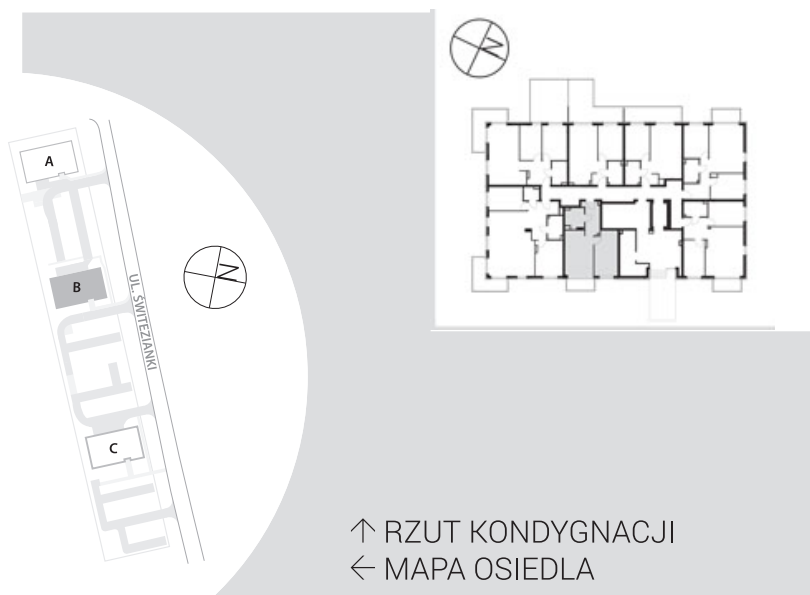 N
A
B
C
UL. ŚWITEZIANKI
N
↑ RZUT KONDYGNACJI
← MAPA OSIEDLA